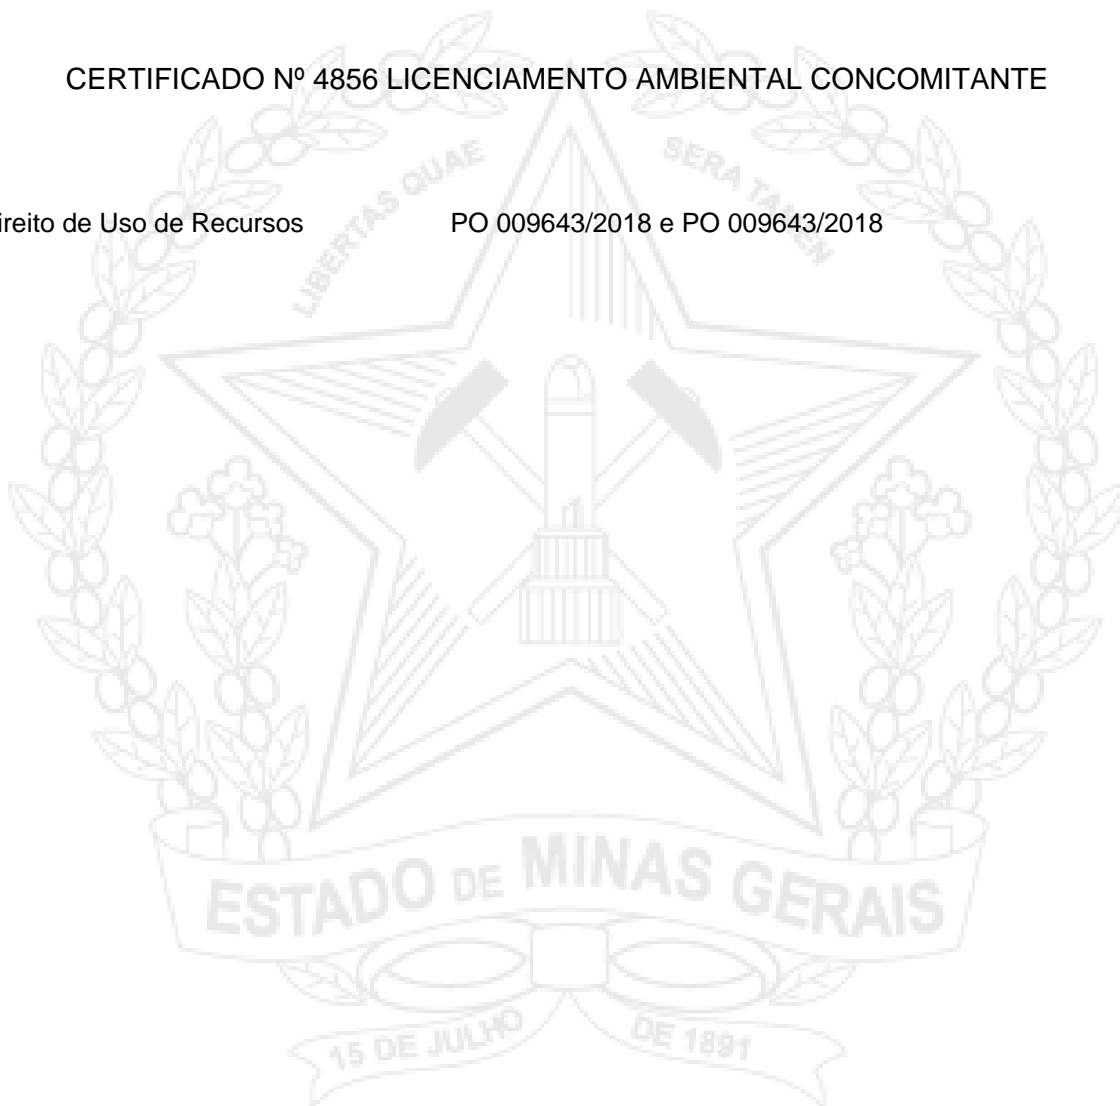 CERTIFICADO Nº 4856 LICENCIAMENTO AMBIENTAL CONCOMITANTE
LIBERTAS QUAE SERA TAMEN
ireito de Uso de Recursos PO 009643/2018 e PO 009643/2018
ESTADO DE MINAS GERAIS
15 DE JULHO DE 1891